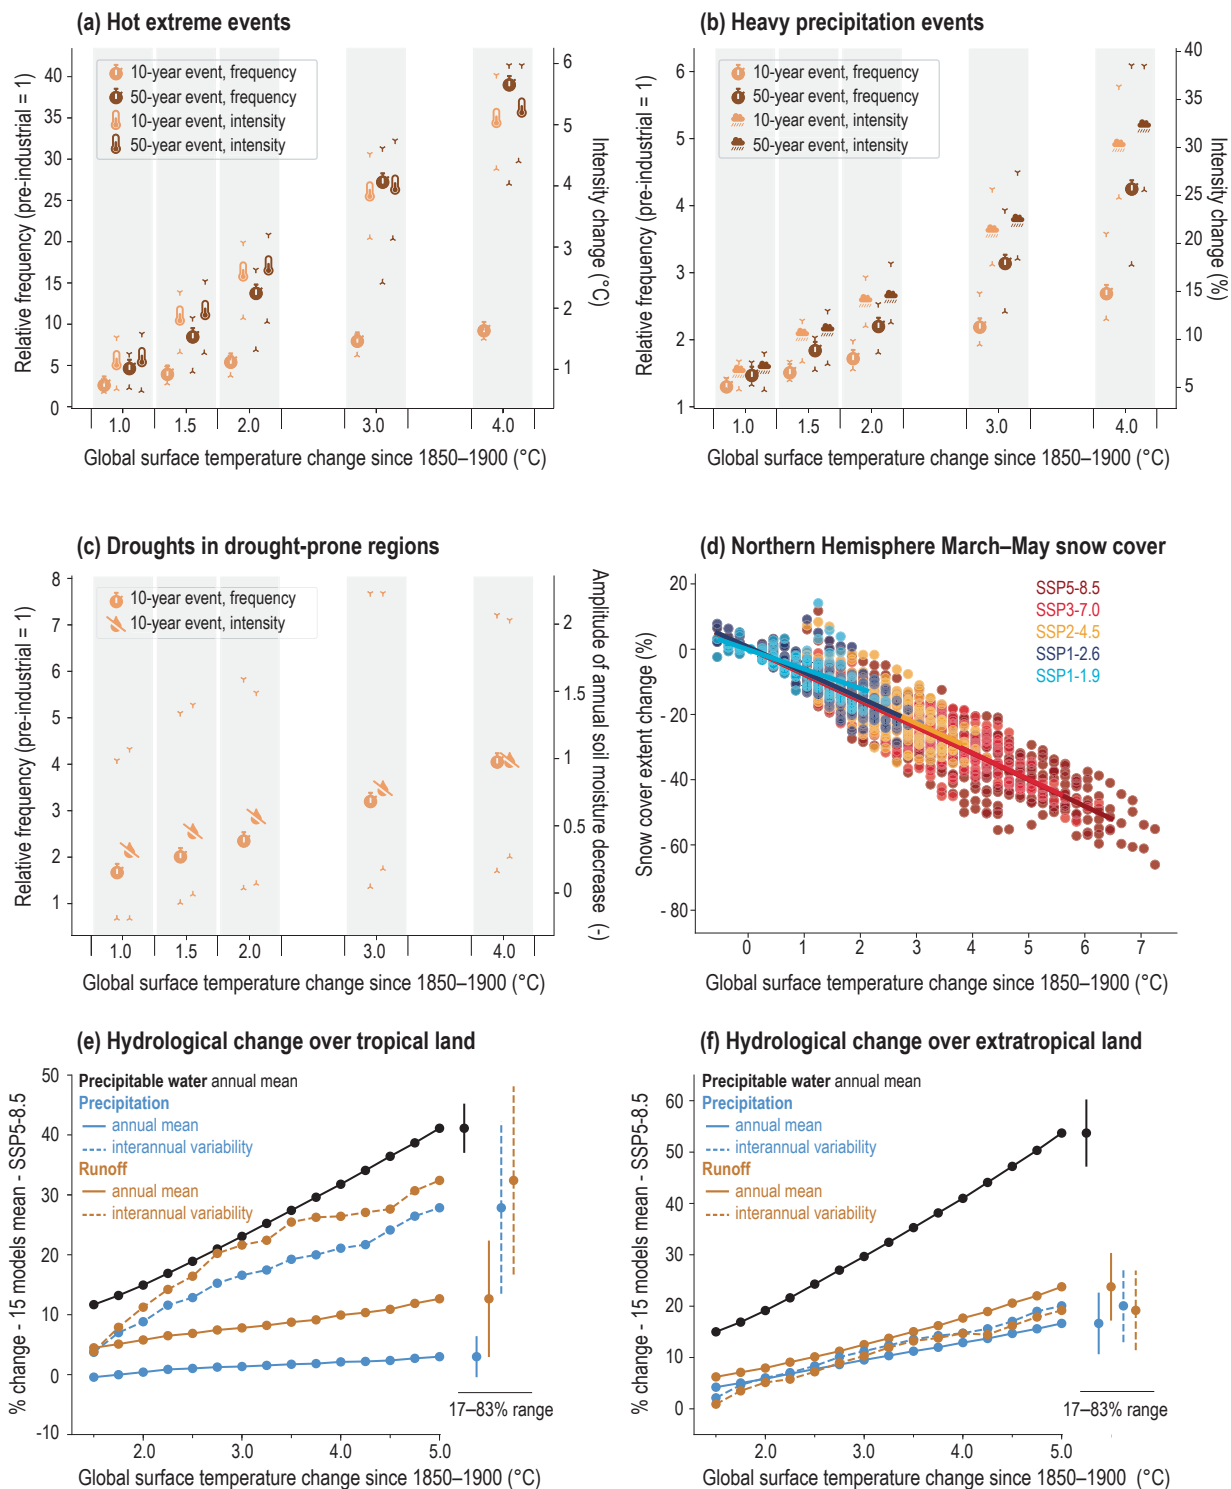 (a) Hot extreme events
Relative frequency (pre-industrial = 1)
40
35
30
25
20
15
10
5
0
10-year event, frequency
50-year event, frequency
10-year event, intensity
50-year event, intensity
6
5
4
3
2
1
Intensity change (°C)
1.0 1.5 2.0 3.0 4.0
Global surface temperature change since 1850–1900 (°C)
(b) Heavy precipitation events
Relative frequency (pre-industrial = 1)
6
5
4
3
2
1
10-year event, frequency
50-year event, frequency
10-year event, intensity
50-year event, intensity
40
35
30
25
20
15
10
5
Intensity change (%)
1.0 1.5 2.0 3.0 4.0
Global surface temperature change since 1850–1900 (°C)
(c) Droughts in drought-prone regions
Relative frequency (pre-industrial = 1)
8
7
6
5
4
3
2
1
10-year event, frequency
10-year event, intensity
2
1.5
1
0.5
0
Amplitude of annual soil moisture decrease (-)
1.0 1.5 2.0 3.0 4.0
Global surface temperature change since 1850–1900 (°C)
(d) Northern Hemisphere March–May snow cover
Snow cover extent change (%)
20
0
- 20
- 40
- 60
- 80
SSP5-8.5
SSP3-7.0
SSP2-4.5
SSP1-2.6
SSP1-1.9
0 1 2 3 4 5 6 7
Global surface temperature change since 1850–1900 (°C)
(e) Hydrological change over tropical land
% change - 15 models mean - SSP5-8.5
50
40
30
20
10
0
-10
Precipitable water annual mean
Precipitation
annual mean
interannual variability
Runoff
annual mean
interannual variability
17–83% range
2.0 3.0 4.0 5.0
Global surface temperature change since 1850–1900 (°C)
(f) Hydrological change over extratropical land
% change - 15 models mean - SSP5-8.5
60
50
40
30
20
10
0
Precipitable water annual mean
Precipitation
annual mean
interannual variability
Runoff
annual mean
interannual variability
17–83% range
2.0 3.0 4.0 5.0
Global surface temperature change since 1850–1900 (°C)